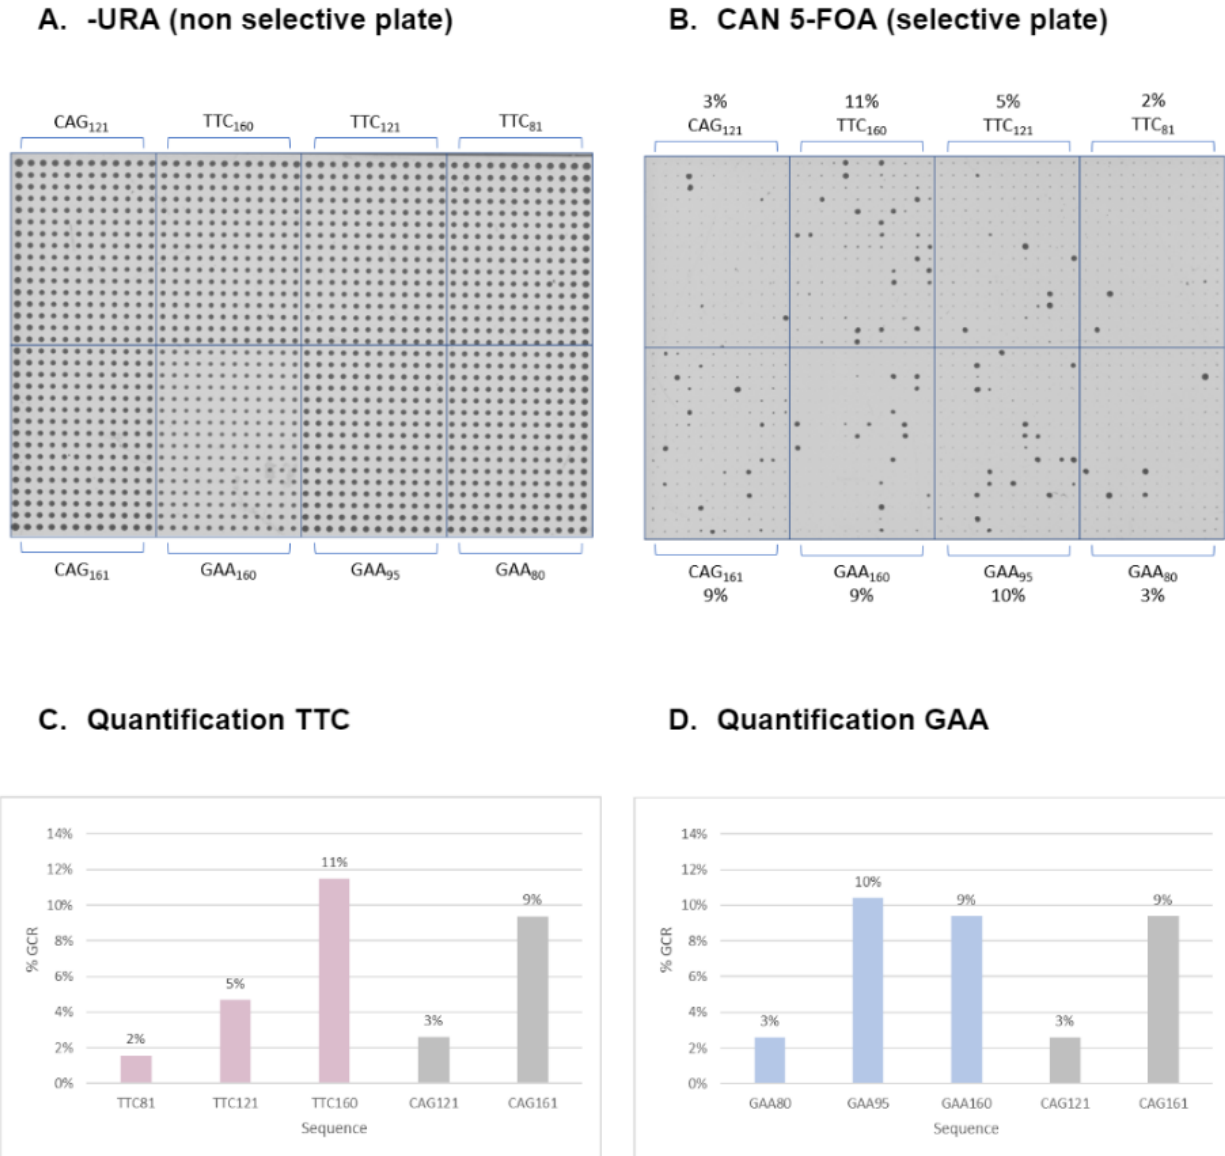 A. -URA (non selective plate)
B. CAN 5-FOA (selective plate)
CAG121 TTC160 TTC121 TTC81
CAG161 GAA160 GAA95 GAA80
3% 11% 5% 2%
CAG121 TTC160 TTC121 TTC81
CAG161 GAA160 GAA95 GAA80
9% 9% 10% 3%
C. Quantification TTC
14%
12%
10%
8%
6%
4%
2%
0%
% GCR
2% 5% 11% 3% 9%
TTC81 TTC121 TTC160 CAG121 CAG161
Sequence
D. Quantification GAA
14%
12%
10%
8%
6%
4%
2%
0%
% GCR
3% 10% 9% 3% 9%
GAA80 GAA95 GAA160 CAG121 CAG161
Sequence